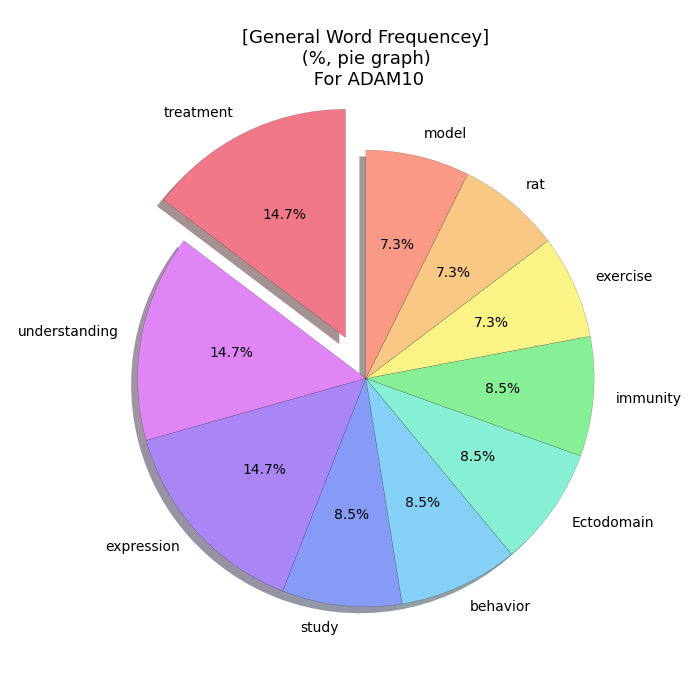 [General Word Frequencey]
(%, pie graph)
For ADAM10
treatment
model
rat
exercise
immunity
Ectodomain
behavior
study
expression
understanding
14.7%
7.3%
7.3%
7.3%
8.5%
8.5%
8.5%
8.5%
14.7%
14.7%